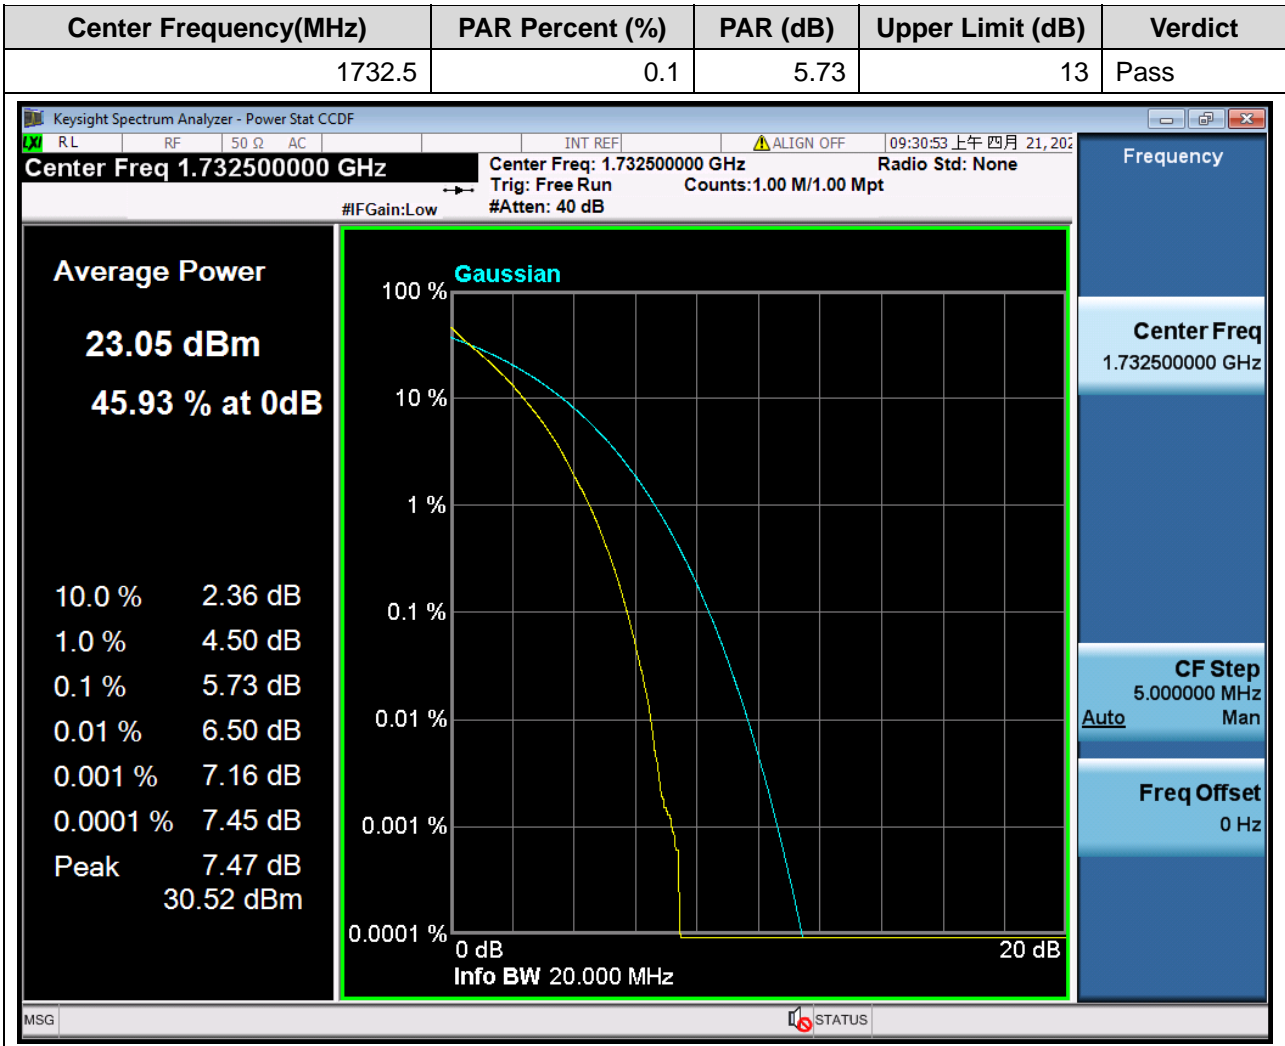 Center Frequency(MHz) PAR Percent (%) PAR (dB) Upper Limit (dB) Verdict
1732.5 0.1 5.73 13 Pass
Keysight Spectrum Analyzer - Power Stat CCDF
LXI RL RF 50 Ω AC INT REF ALIGN OFF 09:30:53 上午 四月 21, 202
Center Freq 1.732500000 GHz
Center Freq: 1.732500000 GHz Radio Std: None
Trig: Free Run Counts:1.00 M/1.00 Mpt
#IFGain:Low #Atten: 40 dB
Average Power
23.05 dBm
45.93 % at 0dB
10.0 % 2.36 dB
1.0 % 4.50 dB
0.1 % 5.73 dB
0.01 % 6.50 dB
0.001 % 7.16 dB
0.0001 % 7.45 dB
Peak 7.47 dB
30.52 dBm
Gaussian
100 %
10 %
1 %
0.1 %
0.01 %
0.001 %
0.0001 %
0 dB 20 dB
Info BW 20.000 MHz
Frequency
Center Freq
1.732500000 GHz
CF Step
5.000000 MHz
Auto Man
Freq Offset
0 Hz
MSG STATUS